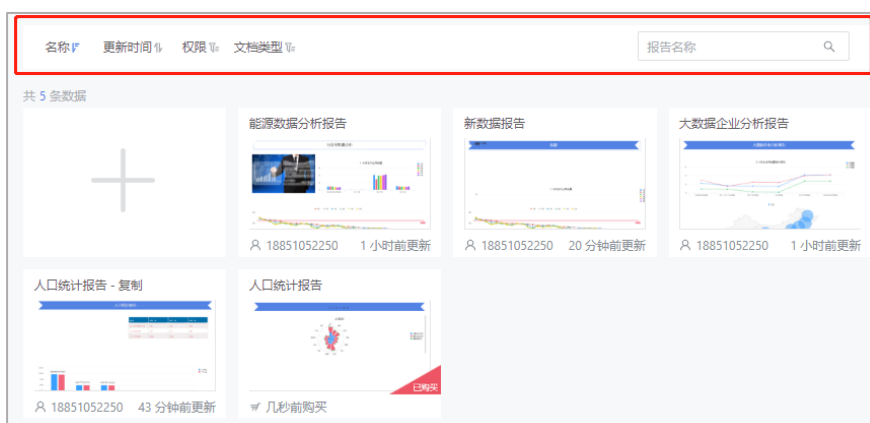 名称 更新时间 权限 文档类型 报告名称
共 5 条数据
能源数据分析报告
18851052250 1 小时前更新
新数据报告
18851052250 20 分钟前更新
大数据企业分析报告
18851052250 1 小时前更新
人口统计报告 - 复制
18851052250 43 分钟前更新
人口统计报告
已购买
几秒前购买